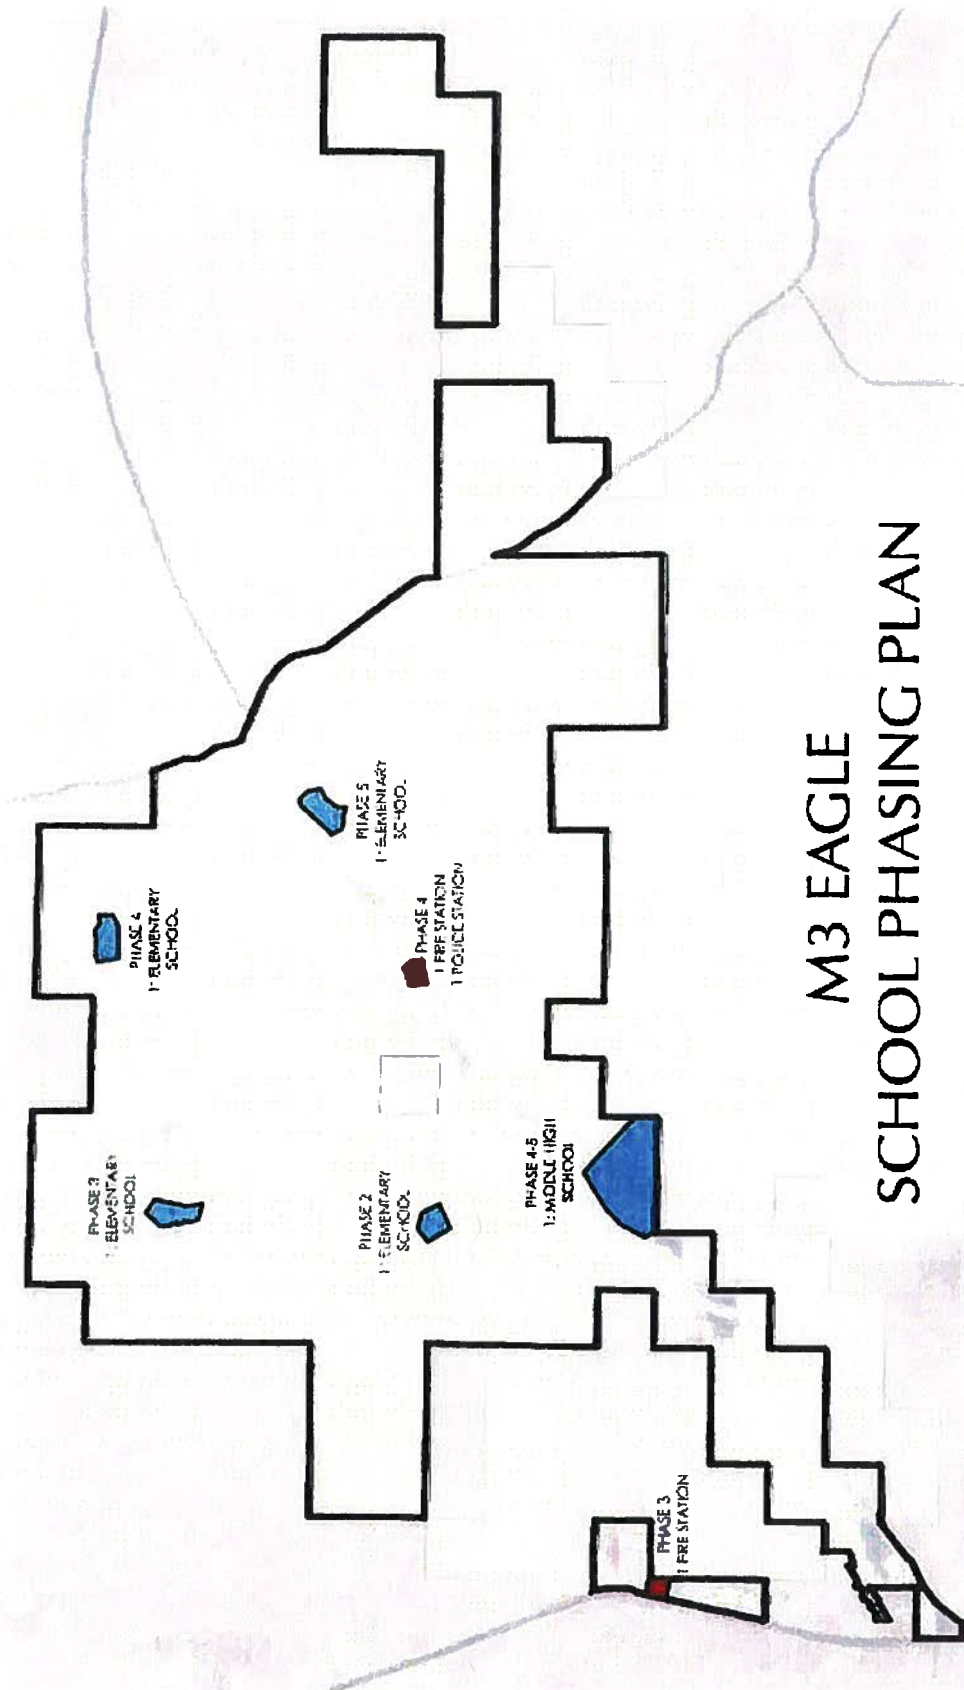 M3 EAGLE
SCHOOL PHASING PLAN
PHASE 3
1 ELEMENTARY
SCHOOL
PHASE 4
1 ELEMENTARY
SCHOOL
PHASE 2
1 ELEMENTARY
SCHOOL
PHASE 5
1 ELEMENTARY
SCHOOL
PHASE 4
1 FIRE STATION
1 POLICE STATION
PHASE 4-5
1 MIDDLE HIGH
SCHOOL
PHASE 3
1 FIRE STATION